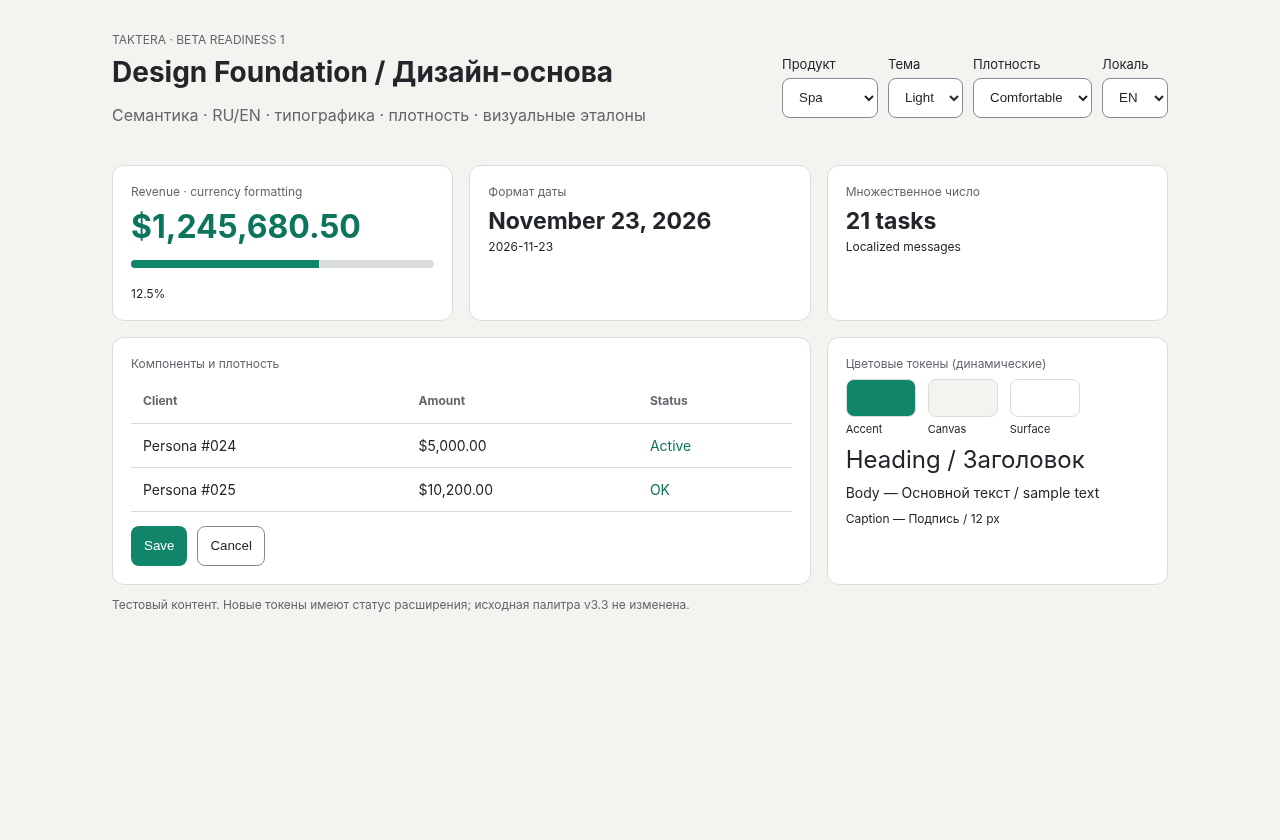 TAKTERA · BETA READINESS 1
Design Foundation / Дизайн-основа
Семантика · RU/EN · типографика · плотность · визуальные эталоны
Продукт Тема Плотность Локаль
Spa Light Comfortable EN
Revenue · currency formatting
$1,245,680.50
12.5%
Формат даты
November 23, 2026
2026-11-23
Множественное число
21 tasks
Localized messages
Компоненты и плотность
Client Amount Status
Persona #024 $5,000.00 Active
Persona #025 $10,200.00 OK
Save Cancel
Цветовые токены (динамические)
Accent Canvas Surface
Heading / Заголовок
Body — Основной текст / sample text
Caption — Подпись / 12 px
Тестовый контент. Новые токены имеют статус расширения; исходная палитра v3.3 не изменена.